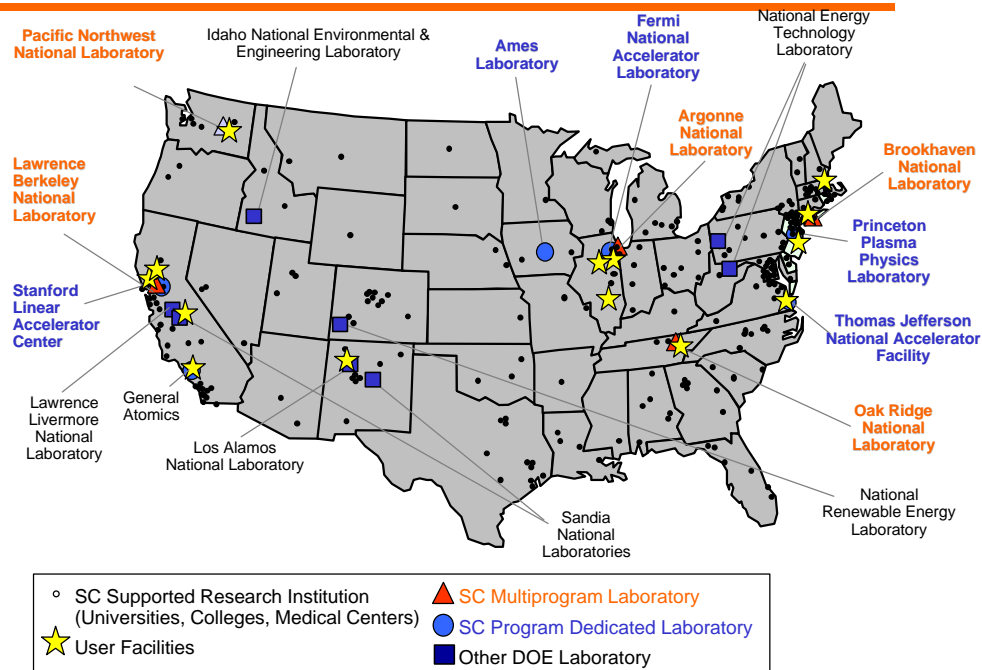 Pacific Northwest
National Laboratory
Idaho National Environmental &
Engineering Laboratory
Ames
Laboratory
Fermi
National
Accelerator
Laboratory
National Energy
Technology
Laboratory
Argonne
National
Laboratory
Brookhaven
National
Laboratory
Lawrence
Berkeley
National
Laboratory
Princeton
Plasma
Physics
Laboratory
Stanford
Linear
Accelerator
Center
Thomas Jefferson
National Accelerator
Facility
Lawrence
Livermore
National
Laboratory
General
Atomics
Los Alamos
National Laboratory
Oak Ridge
National
Laboratory
Sandia
National
Laboratories
National
Renewable Energy
Laboratory
SC Supported Research Institution
(Universities, Colleges, Medical Centers)
User Facilities
SC Multiprogram Laboratory
SC Program Dedicated Laboratory
Other DOE Laboratory